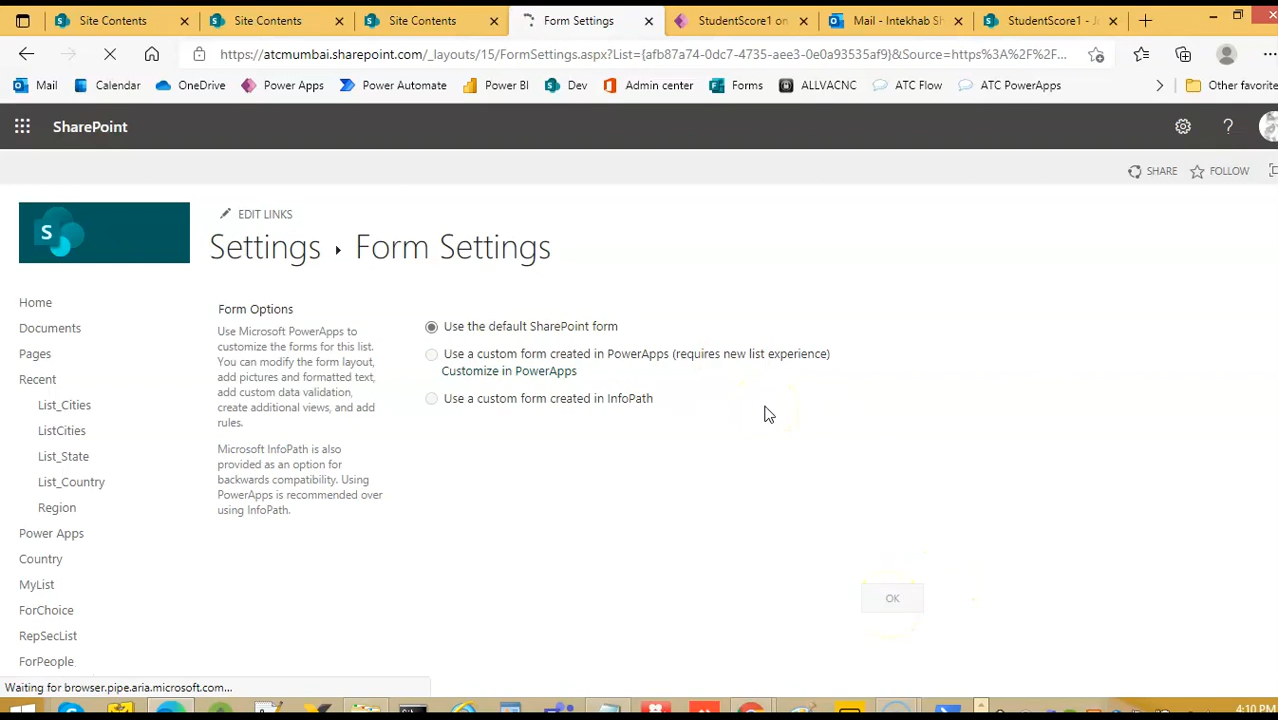 Site Contents
Site Contents
Site Contents
Form Settings
StudentScore1 on
Mail - Intekhab Sh
StudentScore1 - Ji
https://atcmumbai.sharepoint.com/_layouts/15/FormSettings.aspx?List={afb87a74-0dc7-4735-aee3-0e0a93535af9}&Source=https%3A%2F%2F...
Mail
Calendar
OneDrive
Power Apps
Power Automate
Power BI
Dev
Admin center
Forms
ALLVACNC
ATC Flow
ATC PowerApps
Other favorite
SharePoint
SHARE
FOLLOW
S
EDIT LINKS
Settings ▸ Form Settings
Home
Documents
Pages
Recent
List_Cities
ListCities
List_State
List_Country
Region
Power Apps
Country
MyList
ForChoice
RepSecList
ForPeople
Form Options
Use Microsoft PowerApps to
customize the forms for this list.
You can modify the form layout,
add pictures and formatted text,
add custom data validation,
create additional views, and add
rules.
Microsoft InfoPath is also
provided as an option for
backwards compatibility. Using
PowerApps is recommended over
using InfoPath.
Use the default SharePoint form
Use a custom form created in PowerApps (requires new list experience)
Customize in PowerApps
Use a custom form created in InfoPath
OK
Waiting for browser.pipe.aria.microsoft.com...
4:10 PM